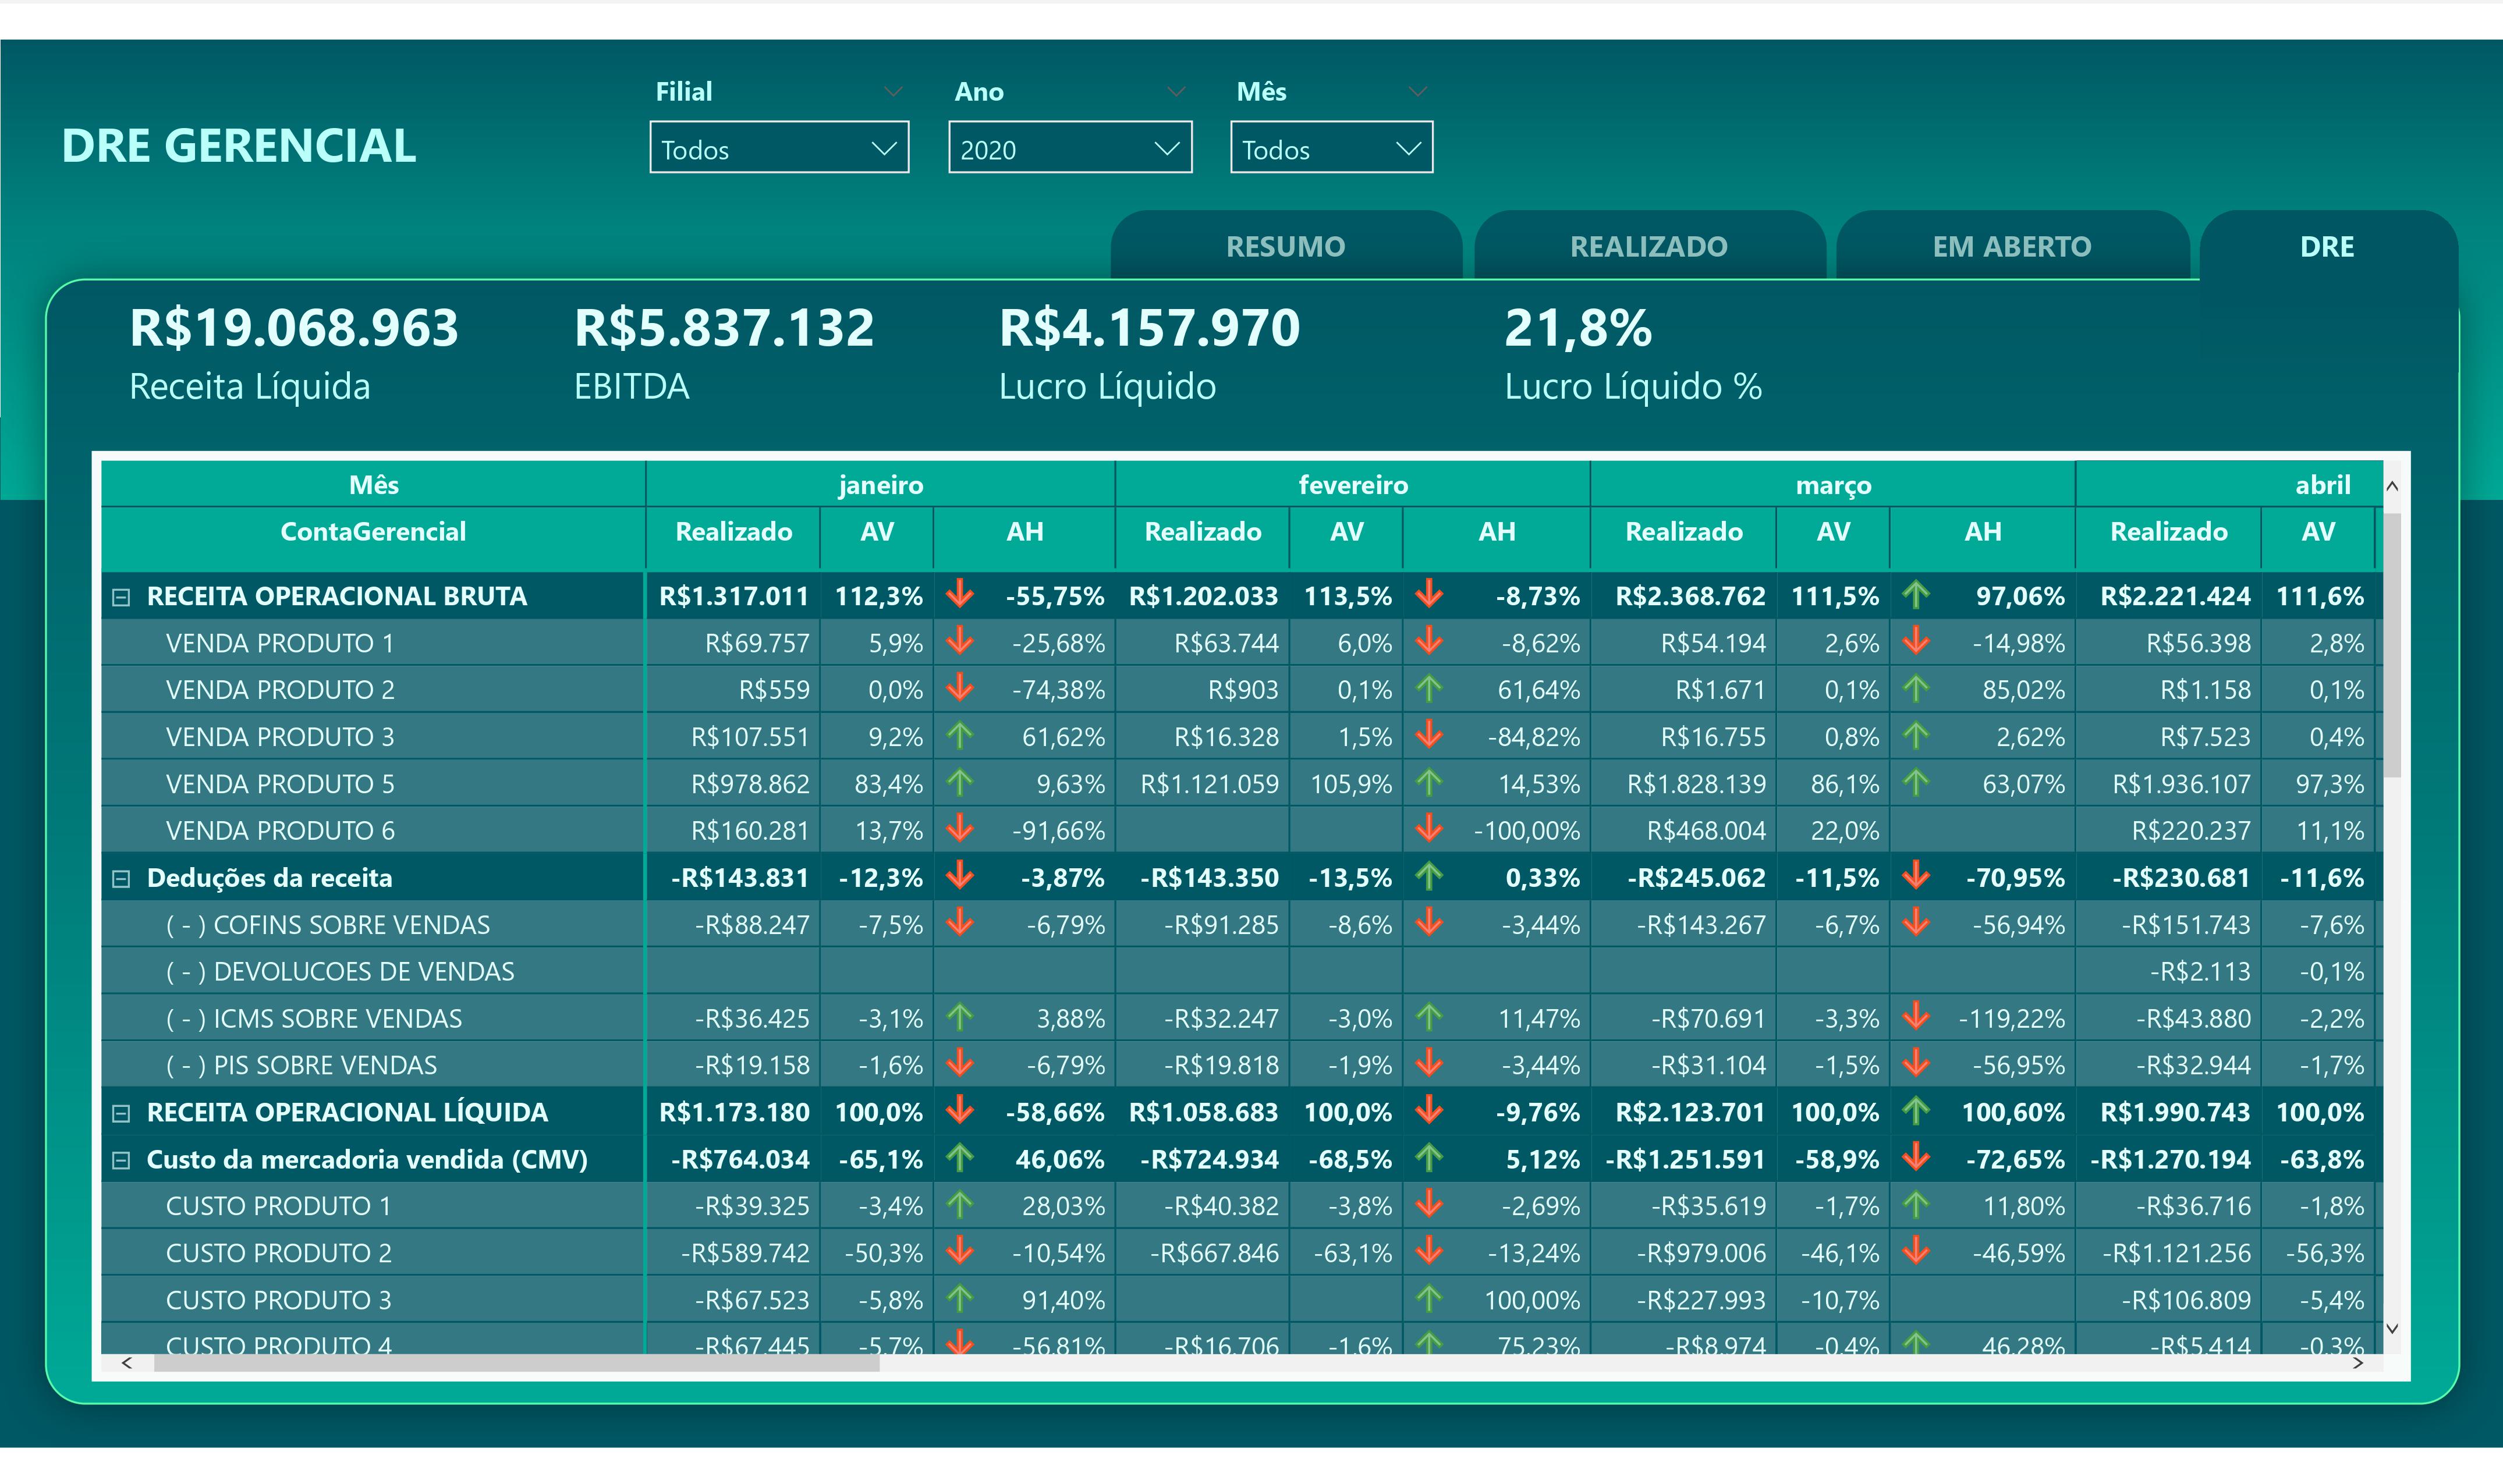 Filial Ano Mês
DRE GERENCIAL Todos 2020 Todos
RESUMO REALIZADO EM ABERTO DRE
R$19.068.963 R$5.837.132 R$4.157.970 21,8%
Receita Líquida EBITDA Lucro Líquido Lucro Líquido %
Mês janeiro fevereiro março abril
ContaGerencial Realizado AV AH Realizado AV AH Realizado AV AH Realizado AV
RECEITA OPERACIONAL BRUTA R$1.317.011 112,3% -55,75% R$1.202.033 113,5% -8,73% R$2.368.762 111,5% 97,06% R$2.221.424 111,6%
VENDA PRODUTO 1 R$69.757 5,9% -25,68% R$63.744 6,0% -8,62% R$54.194 2,6% -14,98% R$56.398 2,8%
VENDA PRODUTO 2 R$559 0,0% -74,38% R$903 0,1% 61,64% R$1.671 0,1% 85,02% R$1.158 0,1%
VENDA PRODUTO 3 R$107.551 9,2% 61,62% R$16.328 1,5% -84,82% R$16.755 0,8% 2,62% R$7.523 0,4%
VENDA PRODUTO 5 R$978.862 83,4% 9,63% R$1.121.059 105,9% 14,53% R$1.828.139 86,1% 63,07% R$1.936.107 97,3%
VENDA PRODUTO 6 R$160.281 13,7% -91,66% -100,00% R$468.004 22,0% R$220.237 11,1%
Deduções da receita -R$143.831 -12,3% -3,87% -R$143.350 -13,5% 0,33% -R$245.062 -11,5% -70,95% -R$230.681 -11,6%
( - ) COFINS SOBRE VENDAS -R$88.247 -7,5% -6,79% -R$91.285 -8,6% -3,44% -R$143.267 -6,7% -56,94% -R$151.743 -7,6%
( - ) DEVOLUCOES DE VENDAS -R$2.113 -0,1%
( - ) ICMS SOBRE VENDAS -R$36.425 -3,1% 3,88% -R$32.247 -3,0% 11,47% -R$70.691 -3,3% -119,22% -R$43.880 -2,2%
( - ) PIS SOBRE VENDAS -R$19.158 -1,6% -6,79% -R$19.818 -1,9% -3,44% -R$31.104 -1,5% -56,95% -R$32.944 -1,7%
RECEITA OPERACIONAL LÍQUIDA R$1.173.180 100,0% -58,66% R$1.058.683 100,0% -9,76% R$2.123.701 100,0% 100,60% R$1.990.743 100,0%
Custo da mercadoria vendida (CMV) -R$764.034 -65,1% 46,06% -R$724.934 -68,5% 5,12% -R$1.251.591 -58,9% -72,65% -R$1.270.194 -63,8%
CUSTO PRODUTO 1 -R$39.325 -3,4% 28,03% -R$40.382 -3,8% -2,69% -R$35.619 -1,7% 11,80% -R$36.716 -1,8%
CUSTO PRODUTO 2 -R$589.742 -50,3% -10,54% -R$667.846 -63,1% -13,24% -R$979.006 -46,1% -46,59% -R$1.121.256 -56,3%
CUSTO PRODUTO 3 -R$67.523 -5,8% 91,40% 100,00% -R$227.993 -10,7% -R$106.809 -5,4%
CUSTO PRODUTO 4 -R$67.445 -5,7% -56,81% -R$16.706 -1,6% 75,23% -R$8.974 -0,4% 46,28% -R$5.414 -0,3%